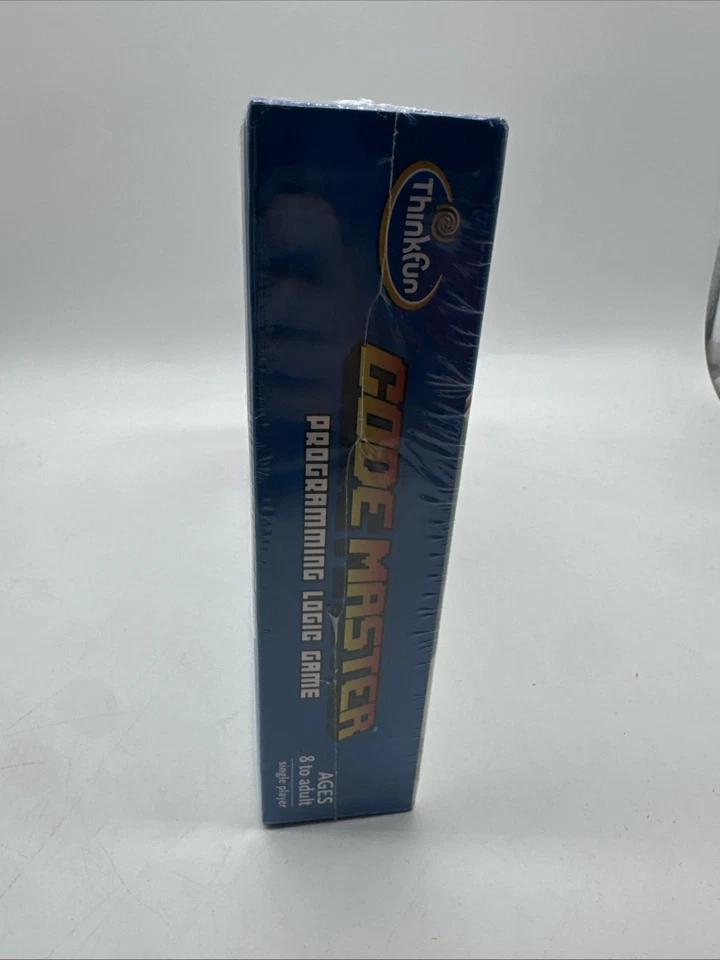 Thinkfun
CODE MASTER
PROGRAMMING LOGIC GAME
AGES
8 to adult
single player